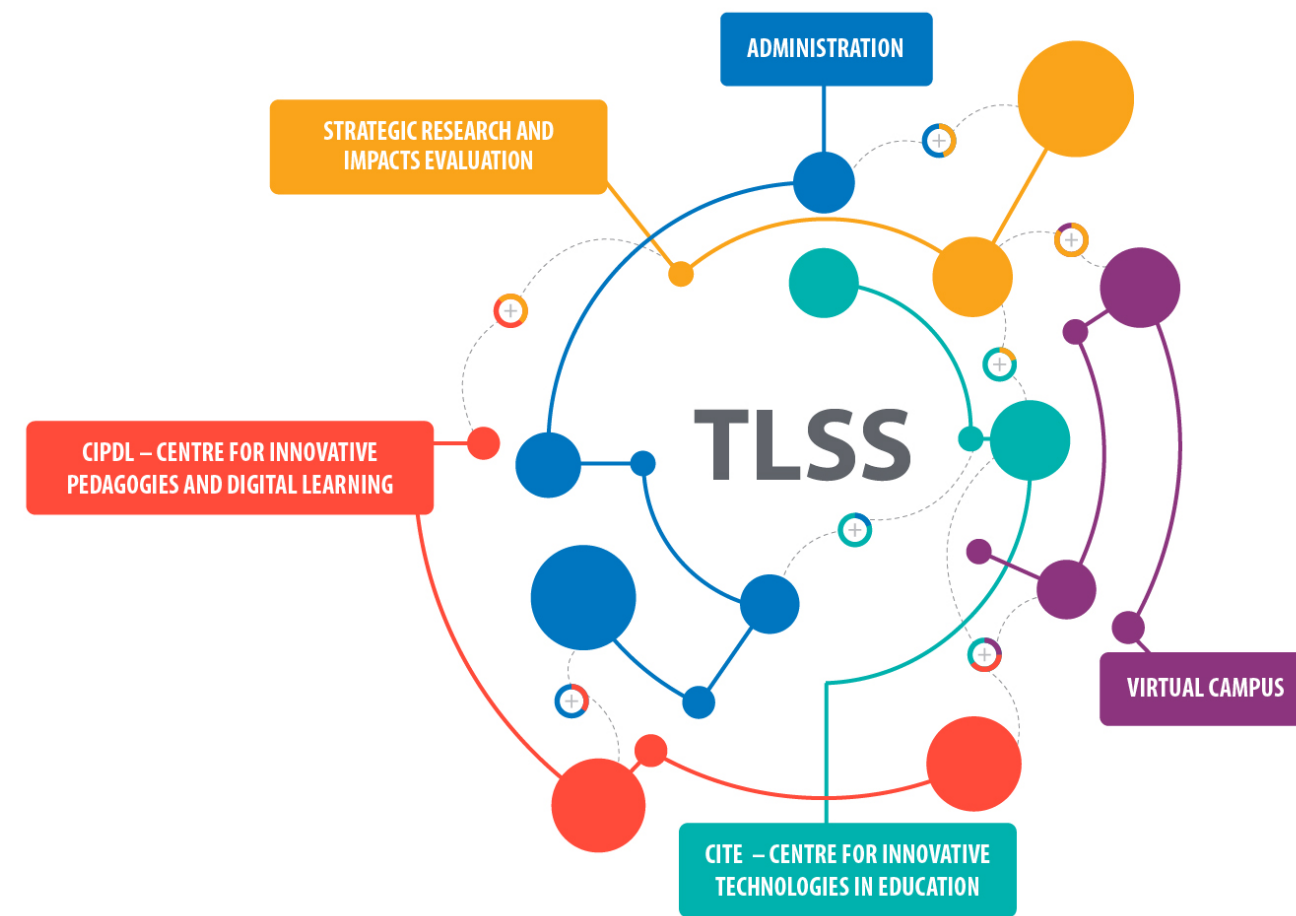 ADMINISTRATION
STRATEGIC RESEARCH AND
IMPACTS EVALUATION
TLSS
CIPDL – CENTRE FOR INNOVATIVE
PEDAGOGIES AND DIGITAL LEARNING
VIRTUAL CAMPUS
CITE – CENTRE FOR INNOVATIVE
TECHNOLOGIES IN EDUCATION